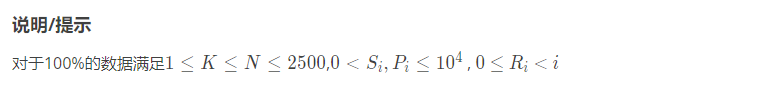 说明/提示
对于100%的数据满足1 ≤ K ≤ N ≤ 2500,0 < S_i, P_i ≤ 10^4 , 0 ≤ R_i < i